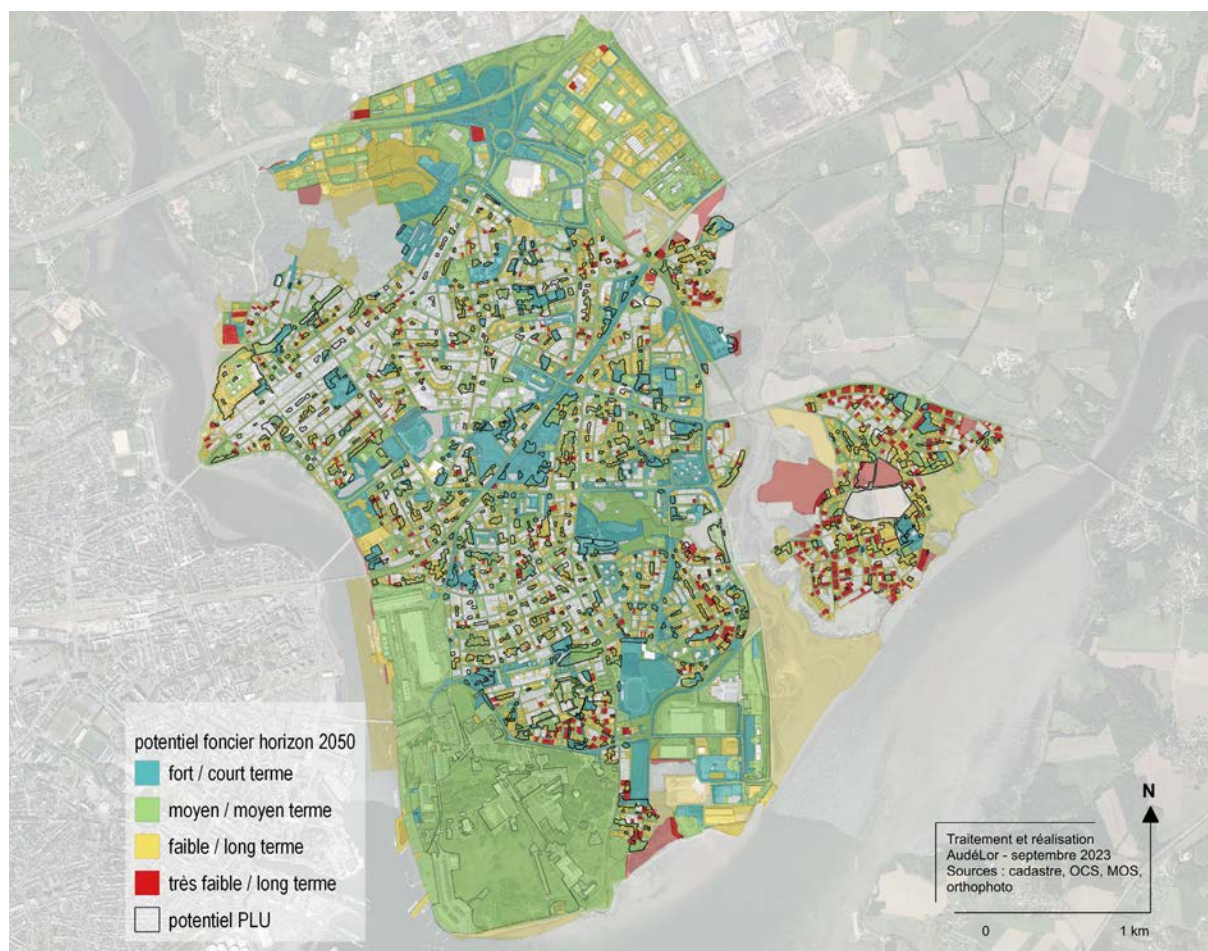 potentiel foncier horizon 2050
fort / court terme
moyen / moyen terme
faible / long terme
très faible / long terme
potentiel PLU
N
Traitement et réalisation
AudéLor - septembre 2023
Sources : cadastre, OCS, MOS,
orthophoto
0 1 km